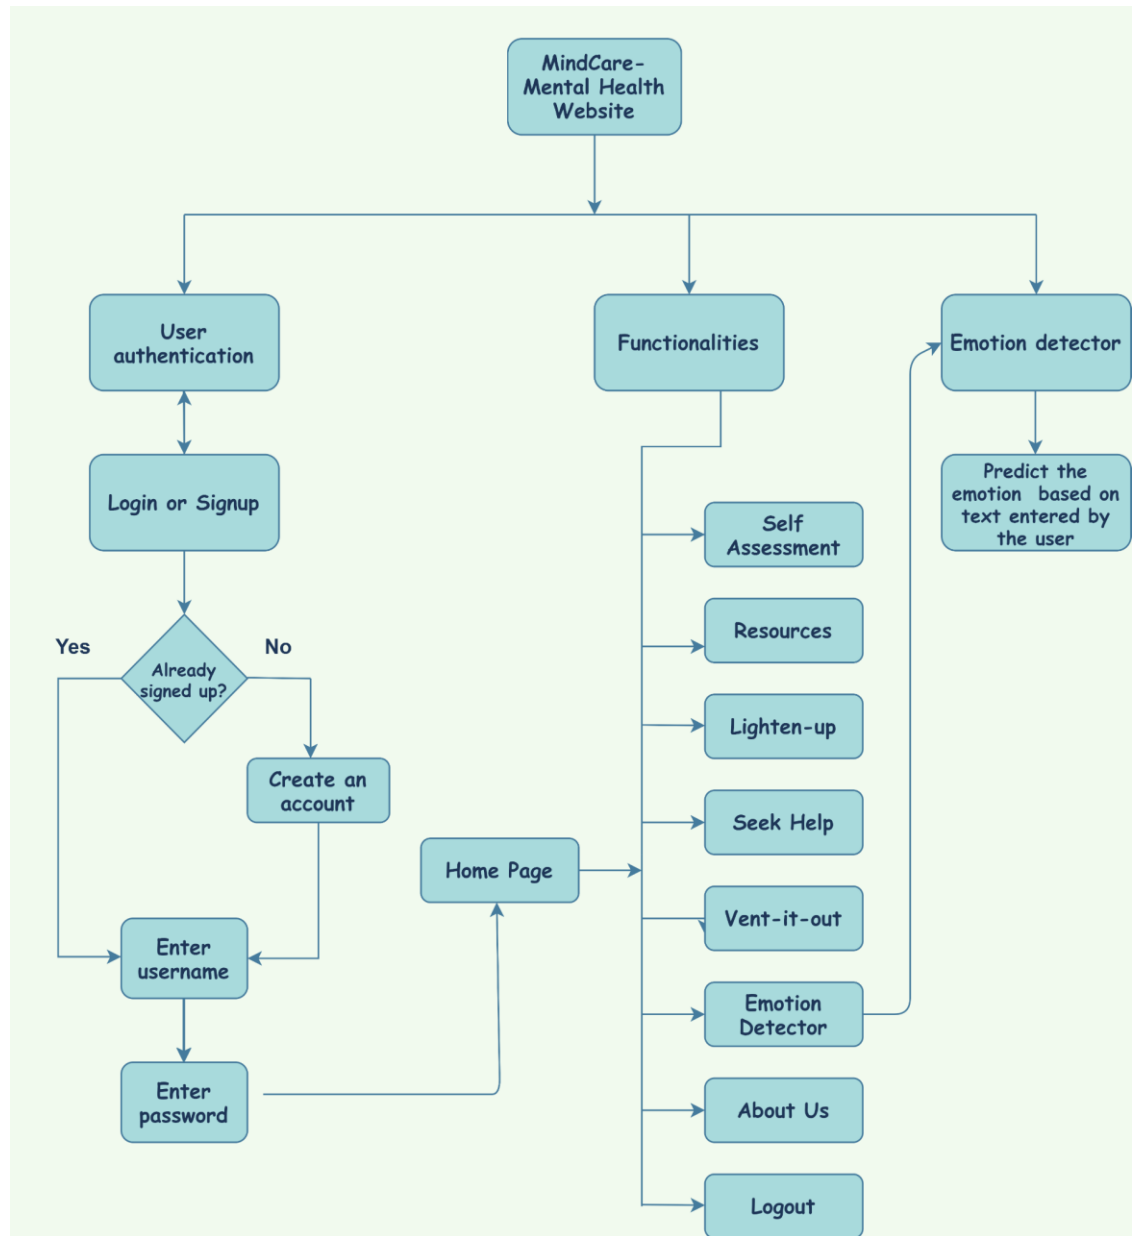 MindCare-
Mental Health
Website
User
authentication
Functionalities
Emotion detector
Login or Signup
Predict the
emotion based on
text entered by
the user
Self
Assessment
Resources
Yes
No
Already
signed up?
Lighten-up
Create an
account
Seek Help
Home Page
Vent-it-out
Enter
username
Emotion
Detector
Enter
password
About Us
Logout